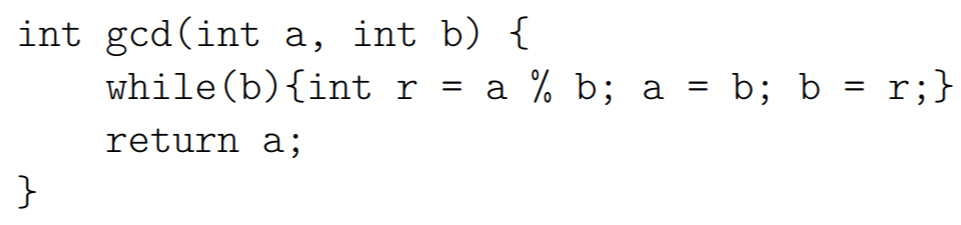 int gcd(int a, int b) {
    while(b){int r = a % b; a = b; b = r;}
    return a;
}